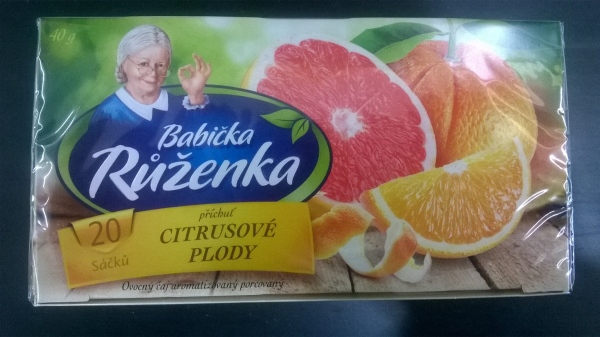 40 g
Babička
Růženka
příchuť
CITRUSOVÉ
PLODY
20
Sáčků
Ovocný čaj aromatizovaný porcovaný